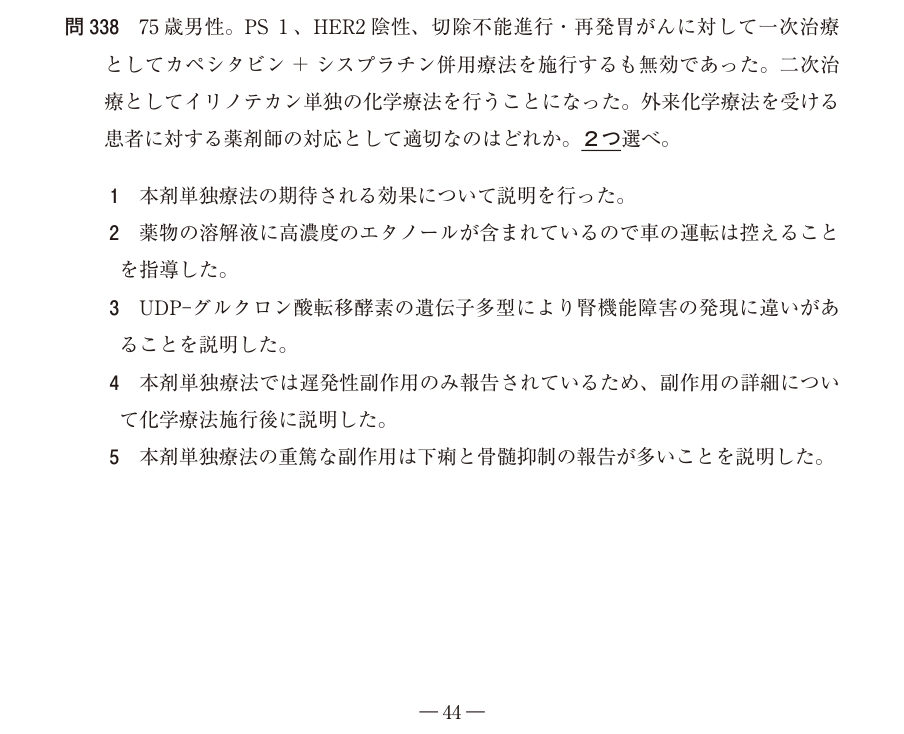 問 338 75 歳男性。PS 1、HER2 陰性、切除不能進行・再発胃がんに対して一次治療
としてカペシタビン + シスプラチン併用療法を施行するも無効であった。二次治
療としてイリノテカン単独の化学療法を行うことになった。外来化学療法を受ける
患者に対する薬剤師の対応として適切なのはどれか。2つ選べ。
1 本剤単独療法の期待される効果について説明を行った。
2 薬物の溶解液に高濃度のエタノールが含まれているので車の運転は控えること
を指導した。
3 UDP-グルクロン酸転移酵素の遺伝子多型により腎機能障害の発現に違いがあ
ることを説明した。
4 本剤単独療法では遅発性副作用のみ報告されているため、副作用の詳細につい
て化学療法施行後に説明した。
5 本剤単独療法の重篤な副作用は下痢と骨髄抑制の報告が多いことを説明した。
— 44 —